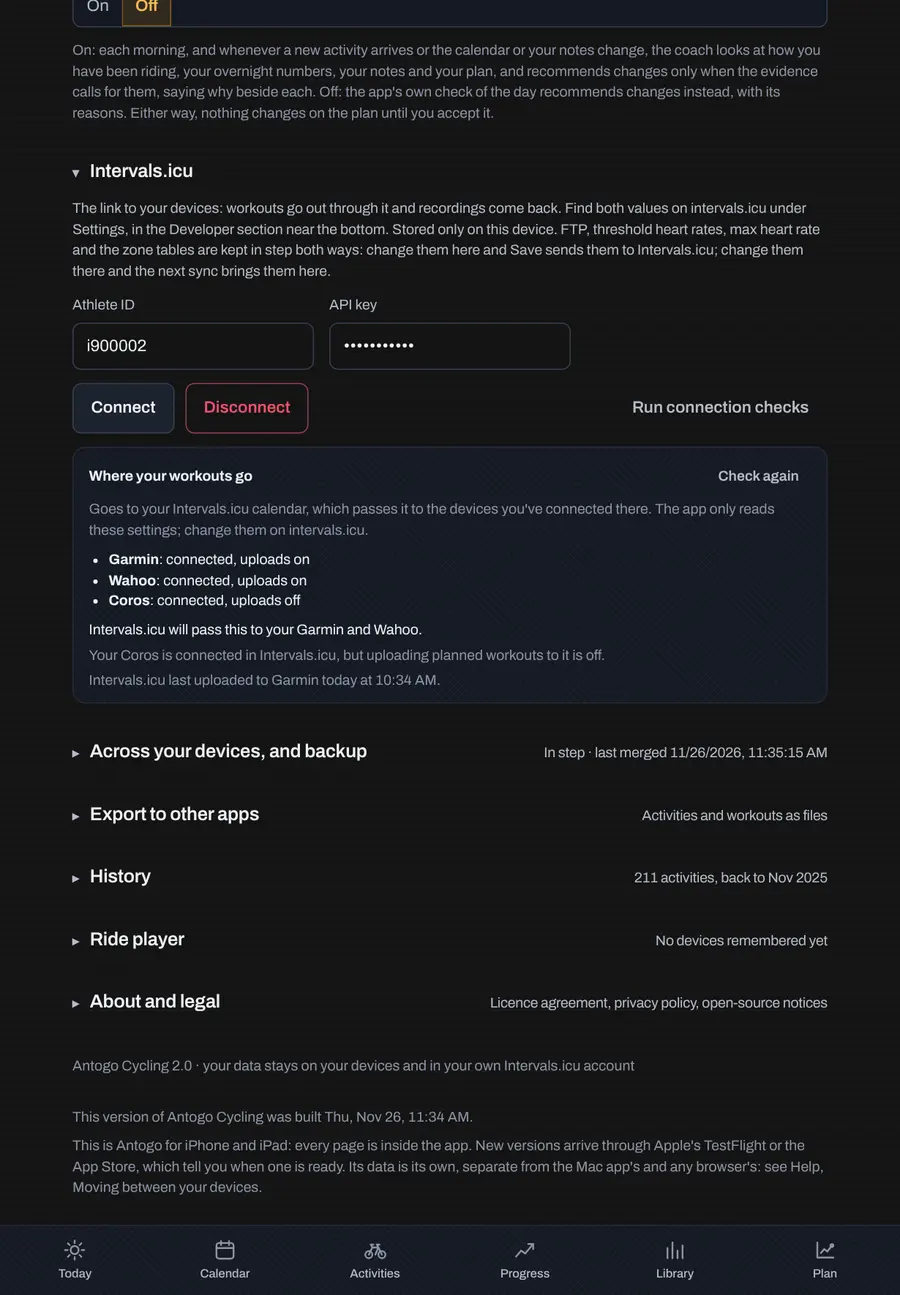 On Off
On: each morning, and whenever a new activity arrives or the calendar or your notes change, the coach looks at how you
have been riding, your overnight numbers, your notes and your plan, and recommends changes only when the evidence
calls for them, saying why beside each. Off: the app's own check of the day recommends changes instead, with its
reasons. Either way, nothing changes on the plan until you accept it.
Intervals.icu
The link to your devices: workouts go out through it and recordings come back. Find both values on intervals.icu under
Settings, in the Developer section near the bottom. Stored only on this device. FTP, threshold heart rates, max heart rate
and the zone tables are kept in step both ways: change them here and Save sends them to Intervals.icu; change them
there and the next sync brings them here.
Athlete ID API key
i900002 •••••••••••
Connect Disconnect Run connection checks
Where your workouts go Check again
Goes to your Intervals.icu calendar, which passes it to the devices you've connected there. The app only reads
these settings; change them on intervals.icu.
• Garmin: connected, uploads on
• Wahoo: connected, uploads on
• Coros: connected, uploads off
Intervals.icu will pass this to your Garmin and Wahoo.
Your Coros is connected in Intervals.icu, but uploading planned workouts to it is off.
Intervals.icu last uploaded to Garmin today at 10:34 AM.
Across your devices, and backup In step · last merged 11/26/2026, 11:35:15 AM
Export to other apps Activities and workouts as files
History 211 activities, back to Nov 2025
Ride player No devices remembered yet
About and legal Licence agreement, privacy policy, open-source notices
Antogo Cycling 2.0 · your data stays on your devices and in your own Intervals.icu account
This version of Antogo Cycling was built Thu, Nov 26, 11:34 AM.
This is Antogo for iPhone and iPad: every page is inside the app. New versions arrive through Apple's TestFlight or the
App Store, which tell you when one is ready. Its data is its own, separate from the Mac app's and any browser's: see Help,
Moving between your devices.
Today Calendar Activities Progress Library Plan